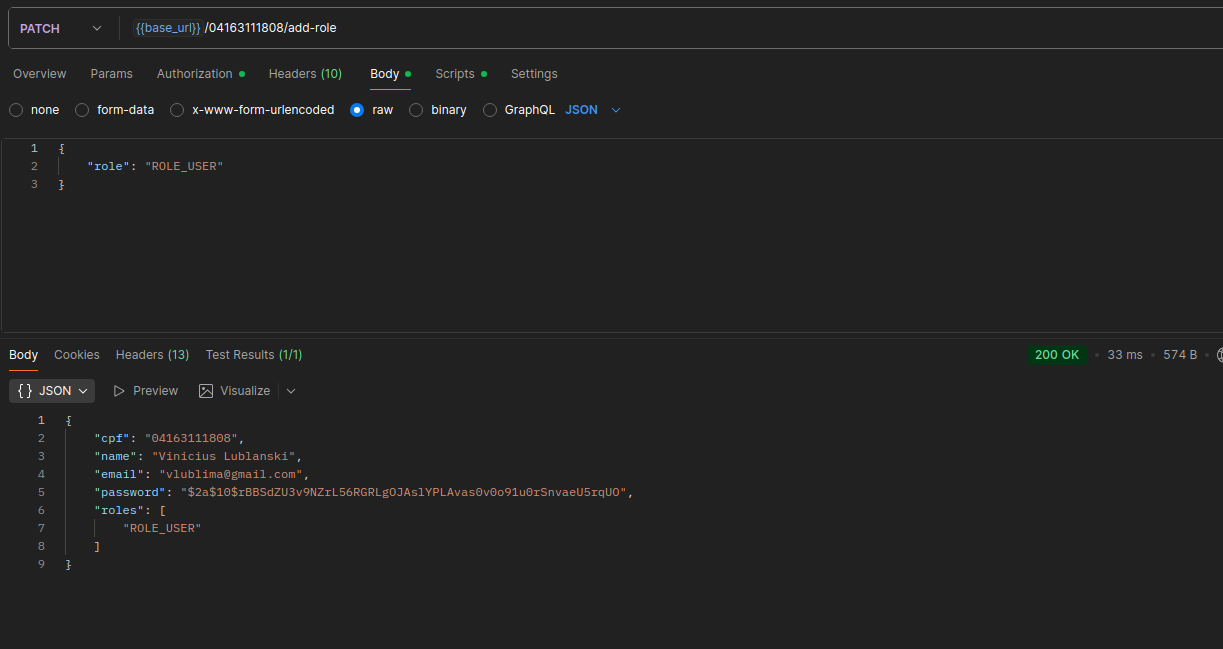 PATCH {{base_url}} /04163111808/add-role
Overview Params Authorization Headers (10) Body Scripts Settings
none form-data x-www-form-urlencoded raw binary GraphQL JSON
1 {
2 "role": "ROLE_USER"
3 }
Body Cookies Headers (13) Test Results (1/1) 200 OK • 33 ms • 574 B •
{} JSON Preview Visualize
1 {
2 "cpf": "04163111808",
3 "name": "Vinicius Lublanski",
4 "email": "vlublima@gmail.com",
5 "password": "$2a$10$rBBSdZU3v9NZrL56RGRLgOJAslYPLAvas0v0o91u0rSnvaeU5rqUO",
6 "roles": [
7 "ROLE_USER"
8 ]
9 }